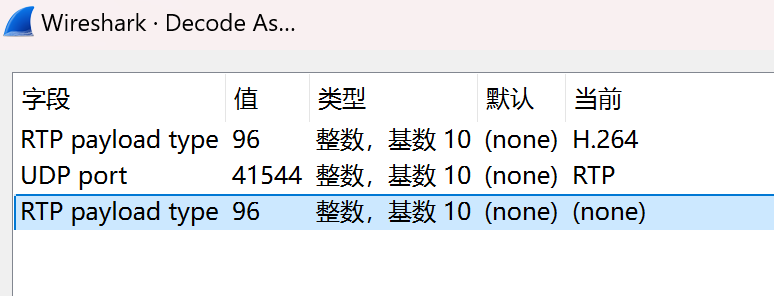 Wireshark · Decode As...
字段 值 类型 默认 当前
RTP payload type 96 整数，基数 10 (none) H.264
UDP port 41544 整数，基数 10 (none) RTP
RTP payload type 96 整数，基数 10 (none) (none)